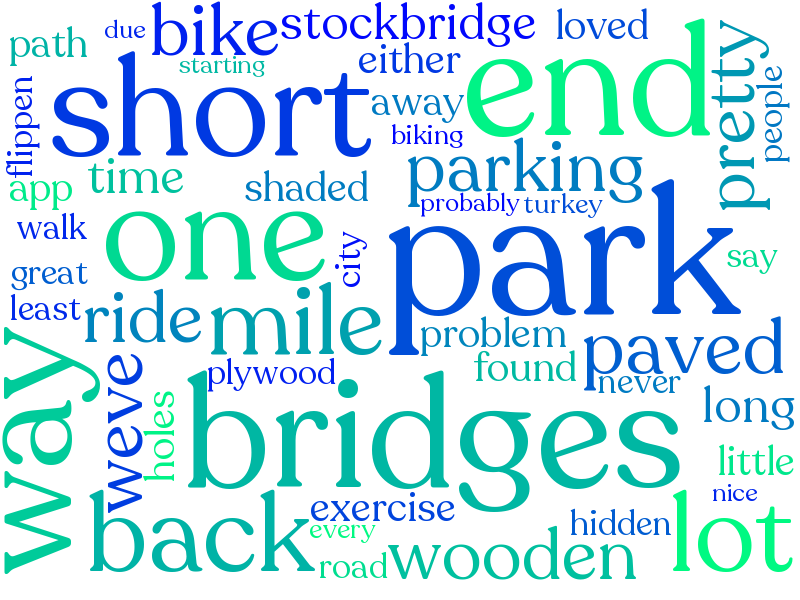 path
due
bike
stockbridge
loved
starting
either
end
pretty
people
flippen
short
away
biking
app
time
shaded
parking
probably
turkey
walk
one
city
park
say
great
least
ride
mile
problem
paved
way
weve
plywood
found
never
holes
bridges
long
little
nice
back
exercise
every
road
wooden
hidden
lot